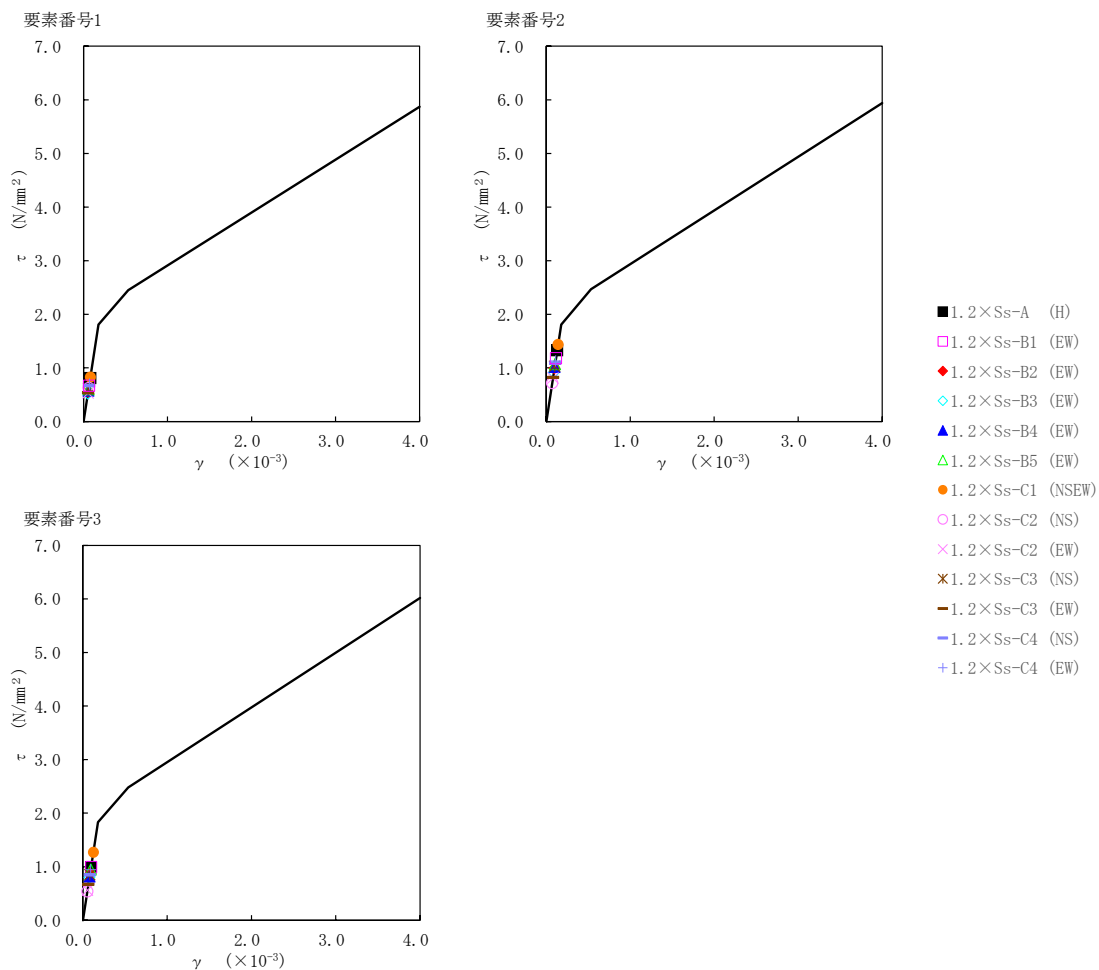 要素番号1
7.0
6.0
5.0
4.0
3.0
2.0
1.0
0.0
τ (N/mm²)
0.0 1.0 2.0 3.0 4.0
γ (×10⁻³)
要素番号2
7.0
6.0
5.0
4.0
3.0
2.0
1.0
0.0
τ (N/mm²)
0.0 1.0 2.0 3.0 4.0
γ (×10⁻³)
1.2×Ss-A (H)
1.2×Ss-B1 (EW)
1.2×Ss-B2 (EW)
1.2×Ss-B3 (EW)
1.2×Ss-B4 (EW)
1.2×Ss-B5 (EW)
1.2×Ss-C1 (NSEW)
1.2×Ss-C2 (NS)
1.2×Ss-C2 (EW)
1.2×Ss-C3 (NS)
1.2×Ss-C3 (EW)
1.2×Ss-C4 (NS)
1.2×Ss-C4 (EW)
要素番号3
7.0
6.0
5.0
4.0
3.0
2.0
1.0
0.0
τ (N/mm²)
0.0 1.0 2.0 3.0 4.0
γ (×10⁻³)